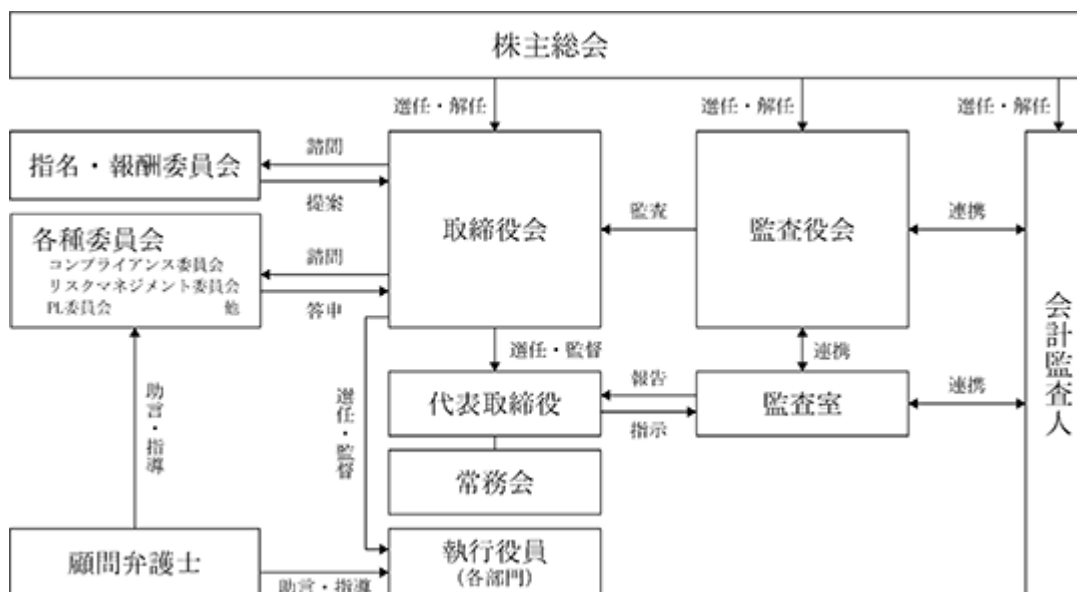 株主総会
選任・解任
選任・解任
選任・解任
指名・報酬委員会
諮問
提案
取締役会
監査
監査役会
連携
会計監査人
各種委員会
コンプライアンス委員会
リスクマネジメント委員会
PL委員会 他
諮問
答申
選任・監督
連携
助言・指導
選任・監督
代表取締役
報告
指示
監査室
連携
常務会
顧問弁護士
助言・指導
執行役員
(各部門)